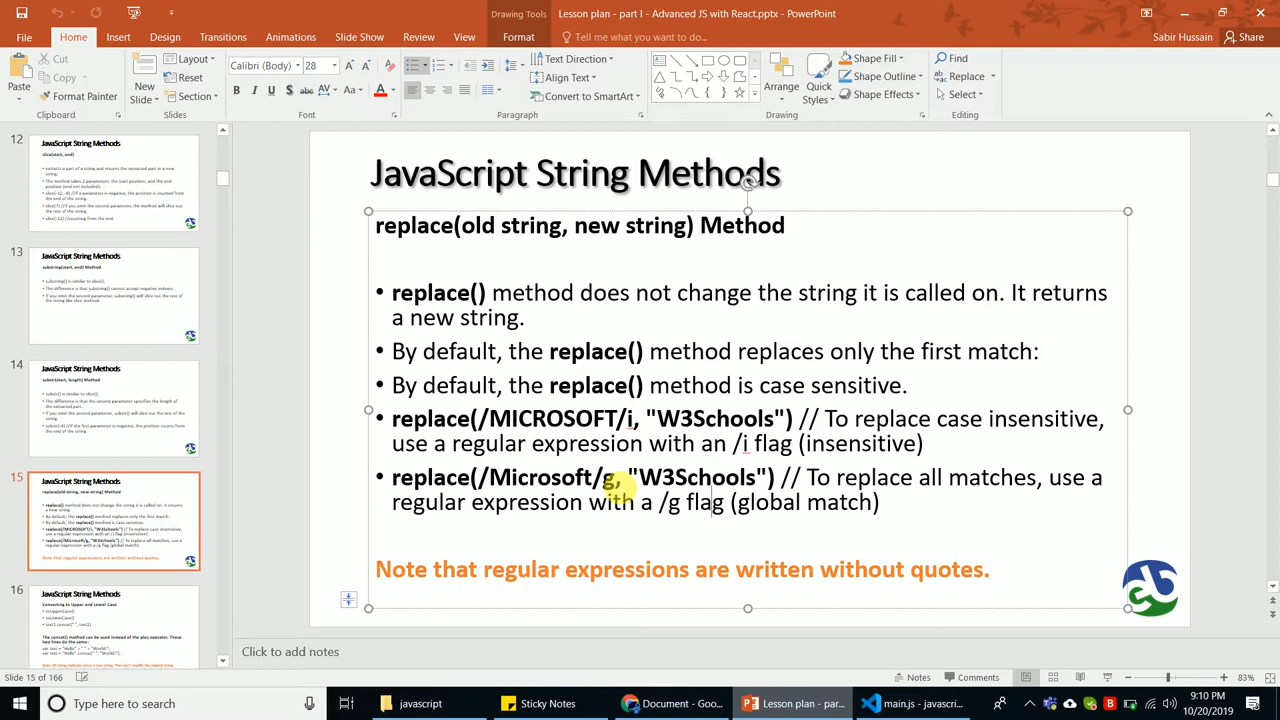 Drawing Tools
Lesson plan - part - I (JavaScript, jQuery) with React - PowerPoint
File
Home
Insert
Design
Transitions
Animations
Slide Show
Review
View
Format
Tell me what you want to do...
Sabir Hussain
Share
Paste
Cut
Copy
Format Painter
Clipboard
New
Slide
Layout
Reset
Section
Slides
Calibri (Body)
28
Font
Text Direction
Align Text
Convert to SmartArt
Paragraph
Arrange
Quick
Styles
Shape Fill
Shape Outline
Shape Effects
Drawing
Find
Replace
Select
Editing
12
JavaScript String Methods
slice(start, end)
13
JavaScript String Methods
substring(start, end) Method
14
JavaScript String Methods
substr(start, length) Method
15
JavaScript String Methods
replace(old string, new string) Method
16
JavaScript String Methods
Converting to Upper and Lower Case
JavaScript String Methods
replace(old string, new string) Method
• replace() method does not change the string it is called on. It returns
a new string.
• By default, the replace() method replaces only the first match:
• By default, the replace() method is case sensitive.
• replace(/MICROSOFT/i, "W3Schools") // To replace case insensitive,
use a regular expression with an /i flag (insensitive)
• replace(/Microsoft/g, "W3Schools") // To replace all matches, use a
regular expression with a /g flag (global match)
Note that regular expressions are written without quotes.
Click to add notes
Slide 15 of 166
Notes
Comments
83%
Type here to search
javascript
Sticky Notes
Document - Goo...
Lesson plan - par...
main.js - javascri...
9:10 PM
10/20/2019